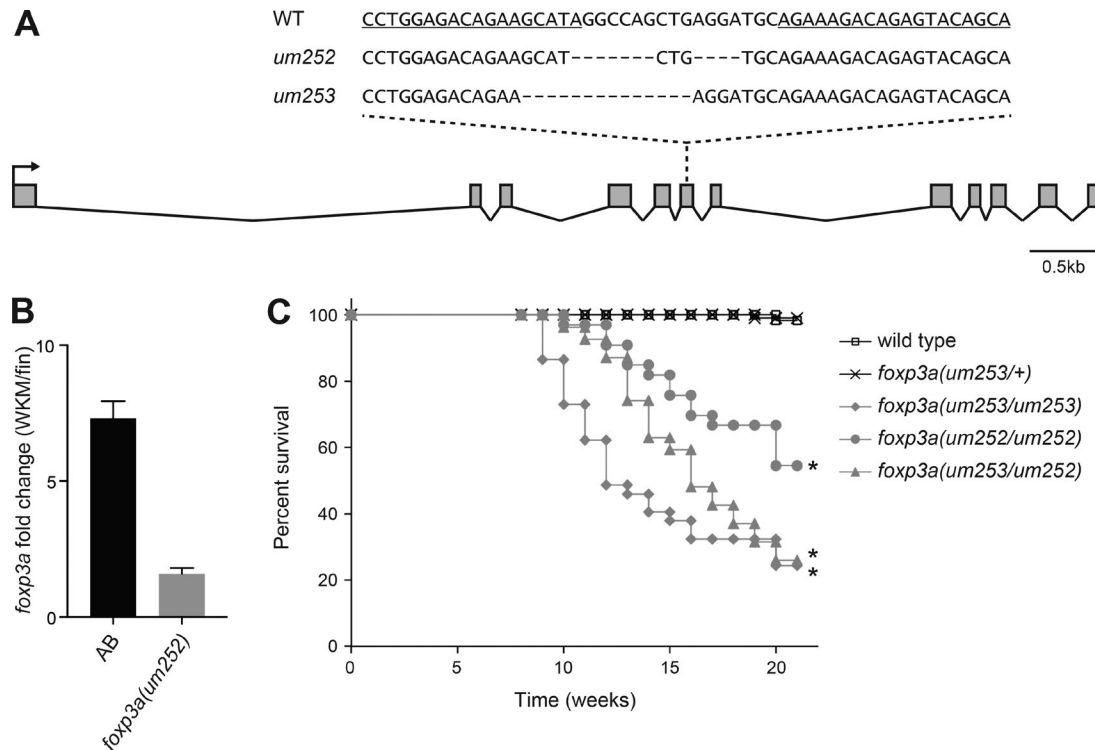 A
WT CCTGGAGACAGAAGCATAGGCCAGCTGAGGATGCAGAAAGACAGAGTACAGCA
um252 CCTGGAGACAGAAGCAT-------CTG----TGCAGAAAGACAGAGTACAGCA
um253 CCTGGAGACAGAA--------------AGGATGCAGAAAGACAGAGTACAGCA
0.5kb
B
foxp3a fold change (WKM/fin)
10
5
0
AB
foxp3a(um252)
C
Percent survival
100
80
60
40
20
0
0 5 10 15 20
Time (weeks)
*
*
*
wild type
foxp3a(um253/+)
foxp3a(um253/um253)
foxp3a(um252/um252)
foxp3a(um253/um252)